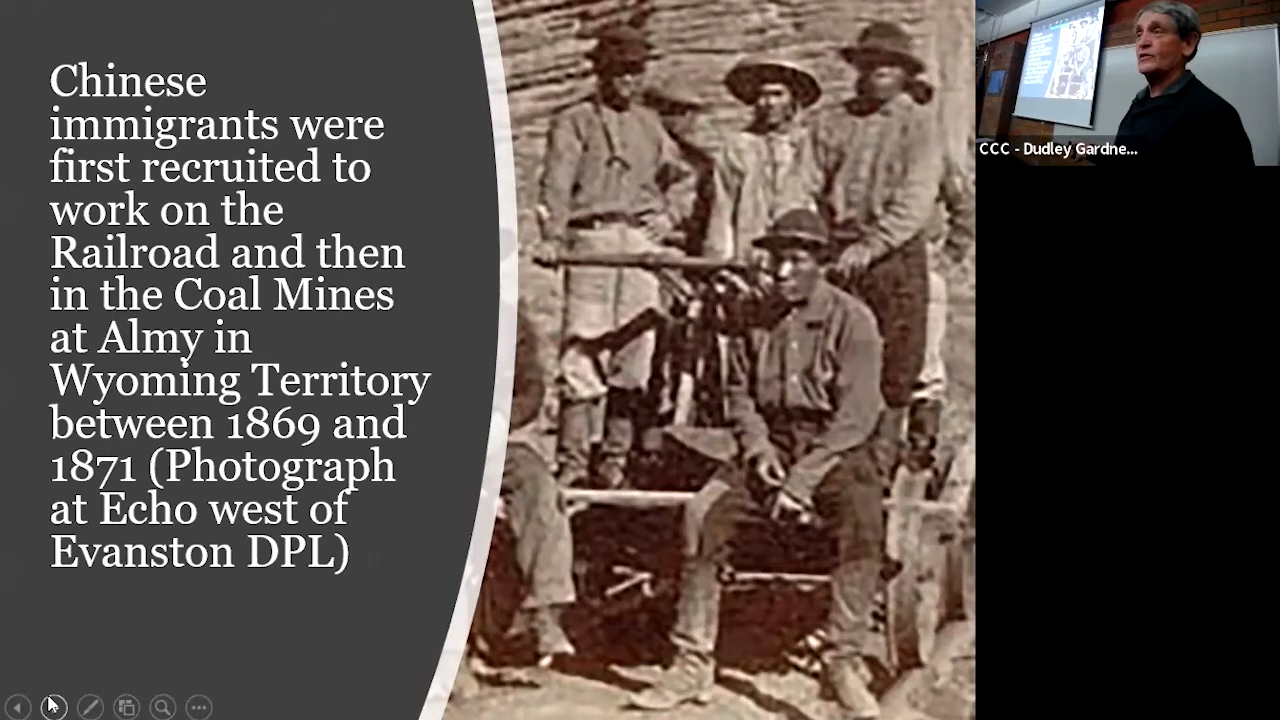 Chinese
immigrants were
first recruited to
work on the
Railroad and then
in the Coal Mines
at Almy in
Wyoming Territory
between 1869 and
1871 (Photograph
at Echo west of
Evanston DPL)
CCC - Dudley Gardne...